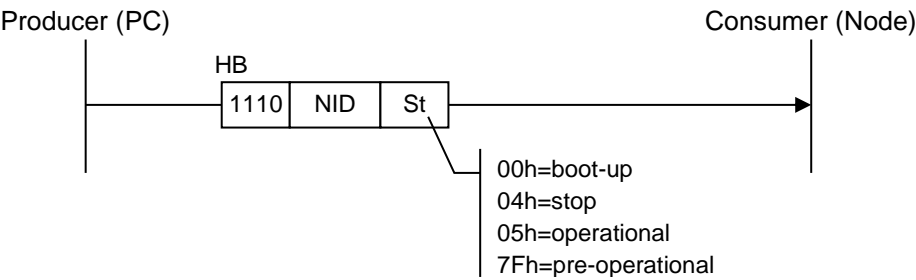 Producer (PC)
Consumer (Node)
HB
1110 NID St
00h=boot-up
04h=stop
05h=operational
7Fh=pre-operational